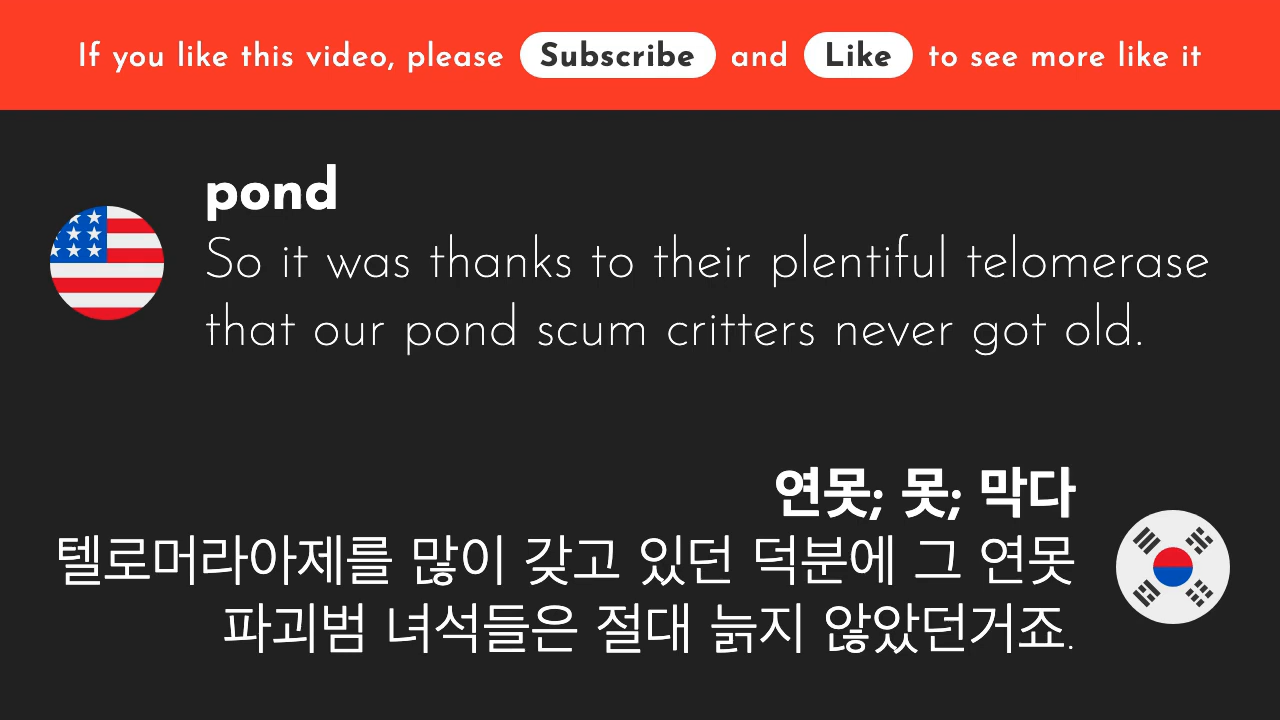 If you like this video, please Subscribe and Like to see more like it
pond
So it was thanks to their plentiful telomerase
that our pond scum critters never got old.
연못; 못; 막다
텔로머라아제를 많이 갖고 있던 덕분에 그 연못
파괴범 녀석들은 절대 늙지 않았던거죠.